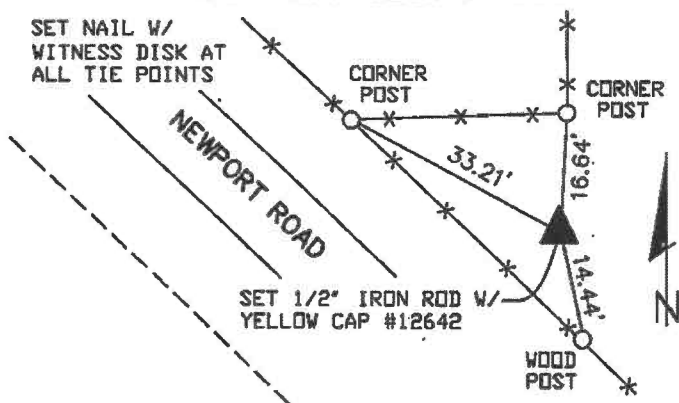 SET NAIL W/
WITNESS DISK AT
ALL TIE POINTS
CORNER
POST
CORNER
POST
NEWPORT ROAD
33.21'
16.64'
14.44'
SET 1/2" IRON ROD W/
YELLOW CAP #12642
N
WOOD
POST